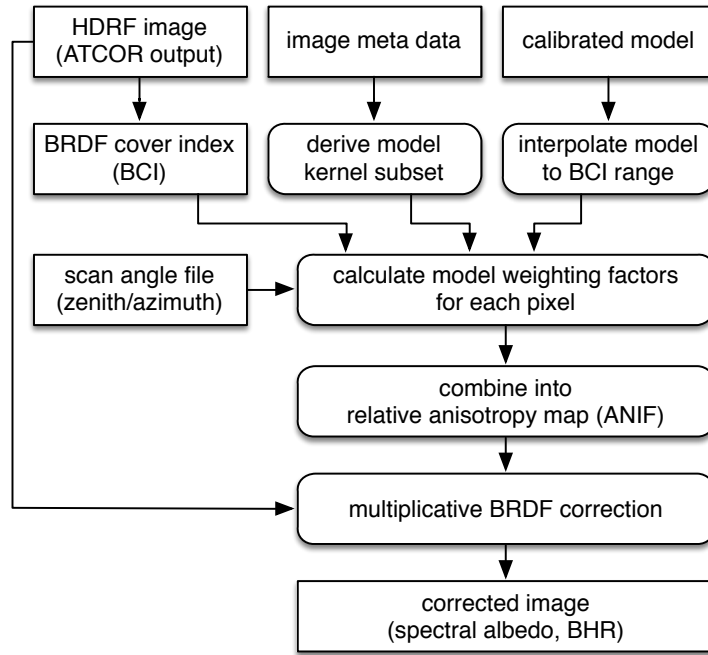 HDRF image
(ATCOR output)
image meta data
calibrated model
BRDF cover index
(BCI)
derive model
kernel subset
interpolate model
to BCI range
scan angle file
(zenith/azimuth)
calculate model weighting factors
for each pixel
combine into
relative anisotropy map (ANIF)
multiplicative BRDF correction
corrected image
(spectral albedo, BHR)